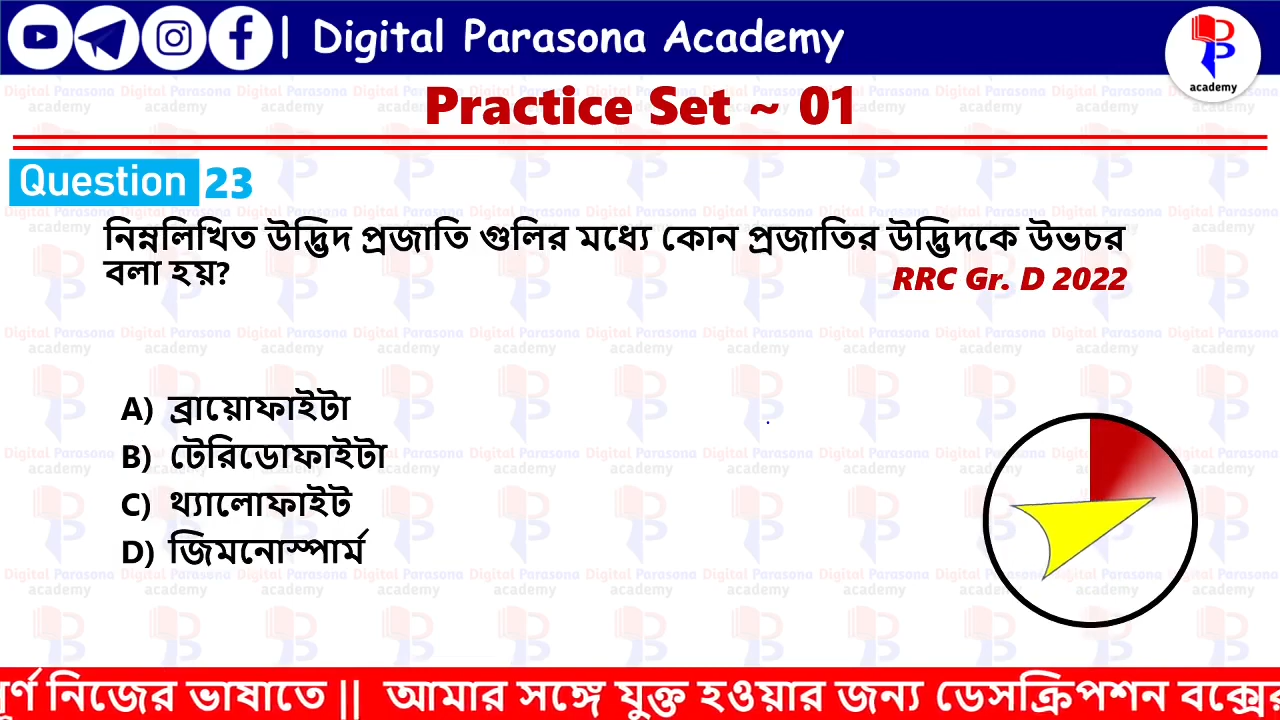 | Digital Parasona Academy
academy
Practice Set ~ 01
Question 23
নিম্নলিখিত উদ্ভিদ প্রজাতি গুলির মধ্যে কোন প্রজাতির উদ্ভিদকে উভচর
বলা হয়?
RRC Gr. D 2022
A) ব্রায়োফাইটা
B) টেরিডোফাইটা
C) থ্যালোফাইট
D) জিমনোস্পার্ম
নিজের ভাষাতে || আমার সঙ্গে যুক্ত হওয়ার জন্য ডেসক্রিপশন